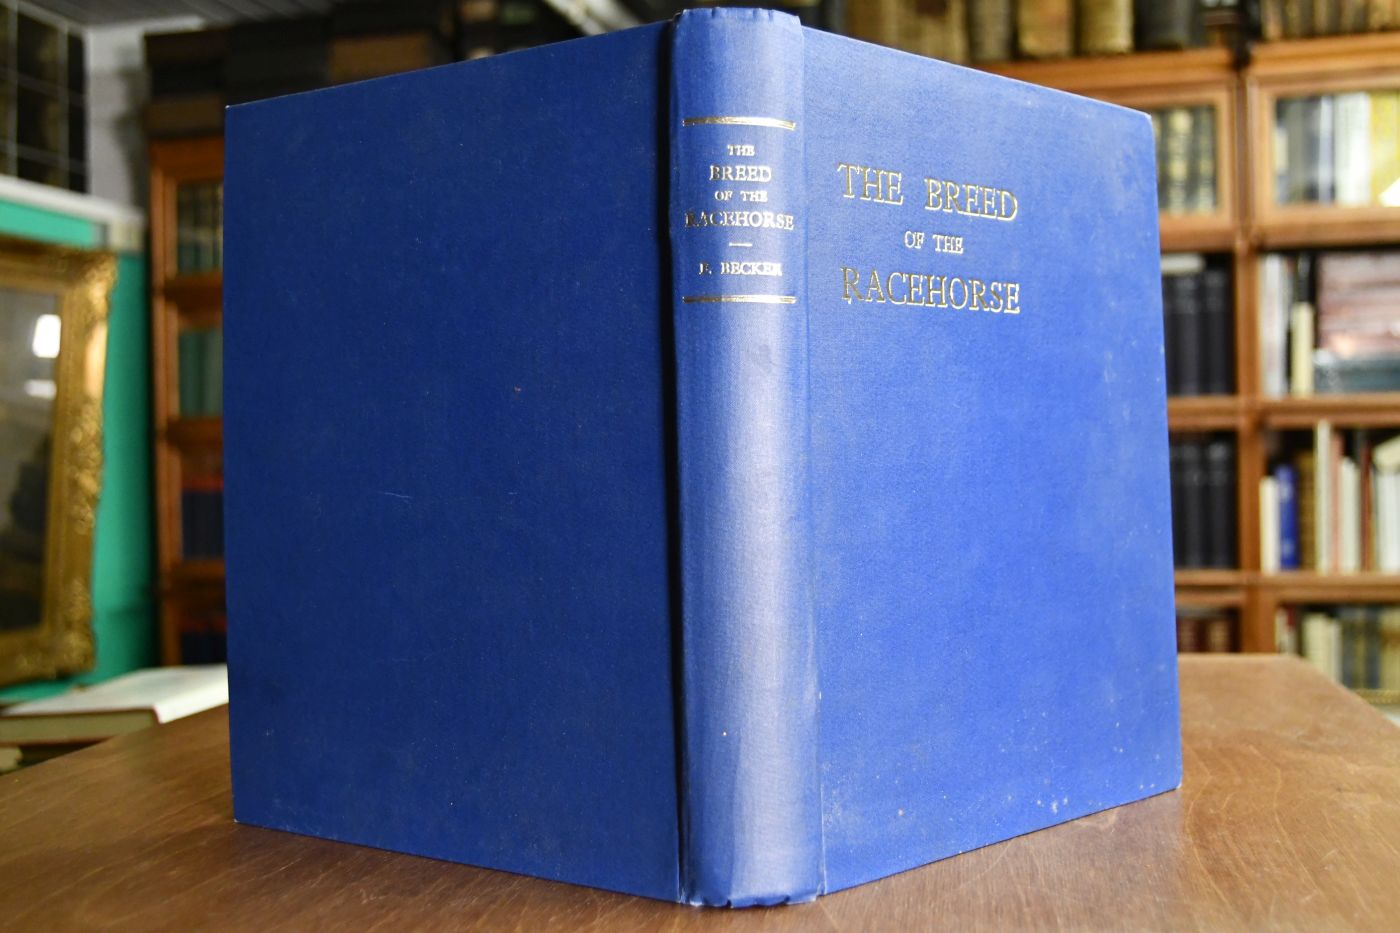 THE
BREED
OF THE
RACEHORSE
F. BECKER
THE BREED
OF THE
RACEHORSE